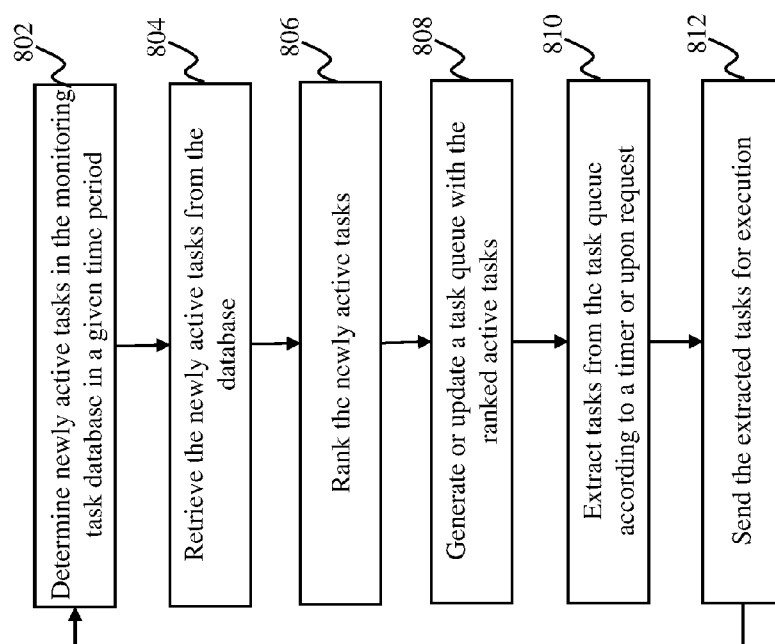 802
Determine newly active tasks in the monitoring
task database in a given time period
804
Retrieve the newly active tasks from the
database
806
Rank the newly active tasks
808
Generate or update a task queue with the
ranked active tasks
810
Extract tasks from the task queue
according to a timer or upon request
812
Send the extracted tasks for execution